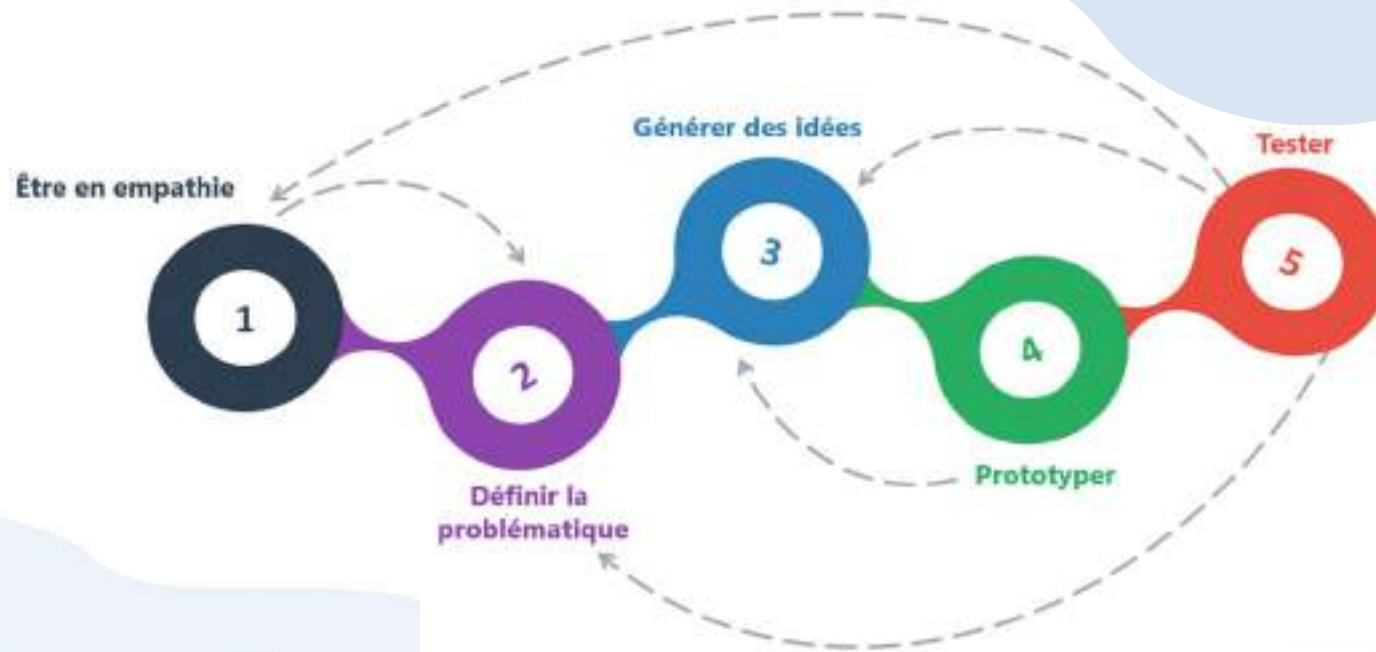 Être en empathie
1
2
Définir la
problématique
Générer des idées
3
4
Prototyper
Tester
5